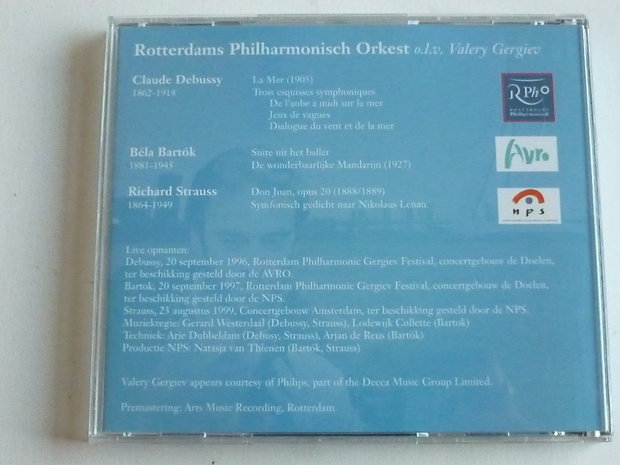 Rotterdams Philharmonisch Orkest o.l.v. Valery Gergiev
Claude Debussy
1862-1918
La Mer (1905)
Trois esquisses symphoniques
De l'aube à midi sur la mer
Jeux de vagues
Dialogue du vent et de la mer
RPhO
ROTTERDAMS
Philharmonisch
Béla Bartók
1881-1945
Suite uit het ballet
De wonderbaarlijke Mandarijn (1927)
Avro
Richard Strauss
1864-1949
Don Juan, opus 20 (1888/1889)
Symfonisch gedicht naar Nikolaus Lenau
nps
Live opnamen:
Debussy, 20 september 1996, Rotterdam Philharmonic Gergiev Festival, concertgebouw de Doelen,
ter beschikking gesteld door de AVRO.
Bartok, 20 september 1997, Rotterdam Philharmonic Gergiev Festival, concertgebouw de Doelen,
ter beschikking gesteld door de NPS.
Strauss, 23 augustus 1999, Concertgebouw Amsterdam, ter beschikking gesteld door de NPS.
Muziekregie: Gerard Westerdaal (Debussy, Strauss), Lodewijk Collette (Bartok)
Techniek: Arie Dubbeldam (Debusy, Strauss), Arjan de Reus (Bartok)
Productie NPS: Natasja van Thienen (Bartók, Strauss)
Valery Gergiev appears courtesy of Philips, part of the Decca Music Group Limited.
Premastering: Arts Music Recording, Rotterdam.